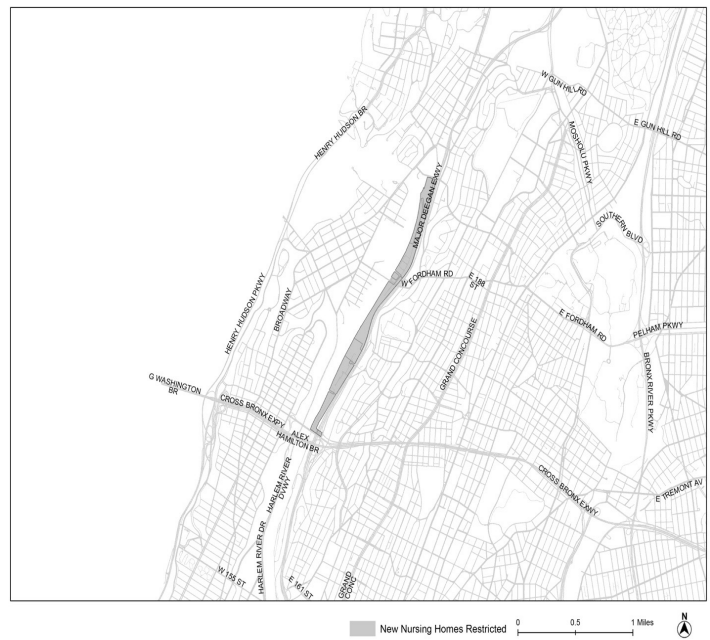 W GUN HILL RD
E GUN HILL RD
HENRY HUDSON BR
MOSHOLU PKWY
MAJOR DEEGAN EXWY
SOUTHERN BLVD
W FORDHAM RD
E 188
ST
HENRY HUDSON PKWY
BROADWAY
E FORDHAM RD
PELHAM PKWY
GRAND CONCOURSE
BRONX RIVER PKWY
G WASHINGTON
BR
CROSS BRONX EXPY
ALEX
HAMILTON BR
CROSS BRONX EXWY
E TREMONT AV
HARLEM RIVER
DVWY
HARLEM RIVER DR
W 155 ST
E 161 ST
GRAND
CONC
New Nursing Homes Restricted
0 0.5 1 Miles
N